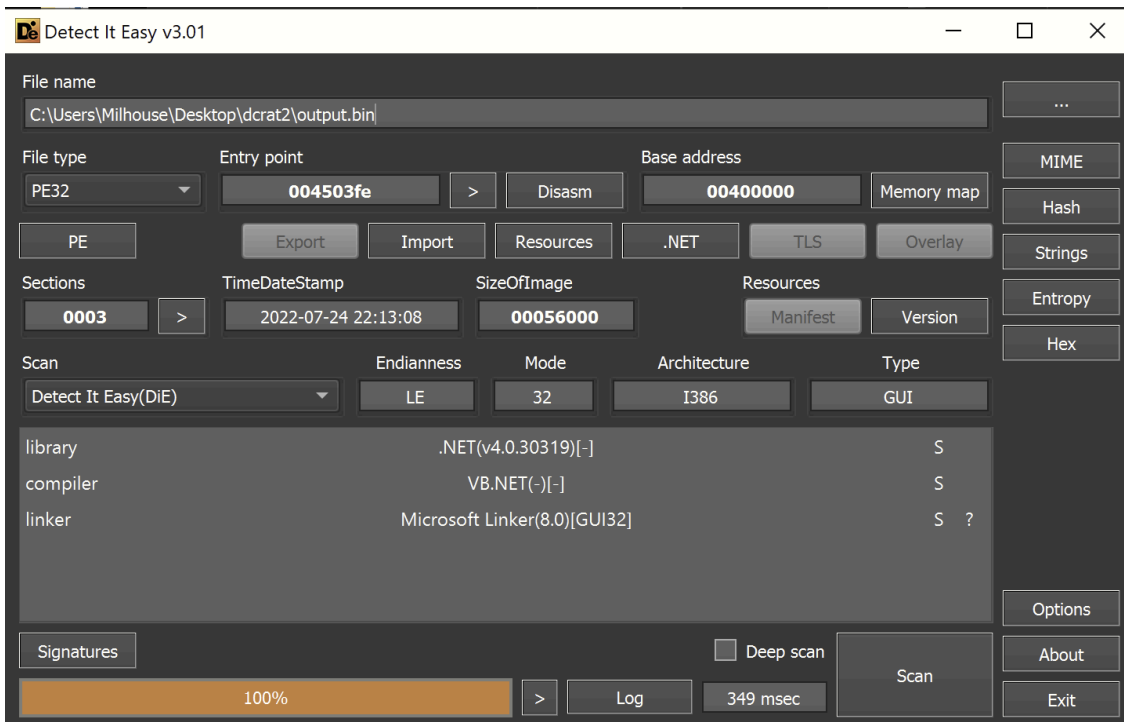 Detect It Easy v3.01
File name
C:\Users\Milhouse\Desktop\dcrat2\output.bin
...
File type Entry point Base address
MIME
PE32 004503fe > Disasm 00400000 Memory map
Hash
PE Export Import Resources .NET TLS Overlay
Strings
Sections TimeDateStamp SizeOfImage Resources
Entropy
0003 > 2022-07-24 22:13:08 00056000 Manifest Version
Hex
Scan Endianness Mode Architecture Type
Detect It Easy(DiE) LE 32 I386 GUI
library .NET(v4.0.30319)[-] S
compiler VB.NET(-)[-] S
linker Microsoft Linker(8.0)[GUI32] S ?
Options
Signatures Deep scan Scan About
100% > Log 349 msec Exit